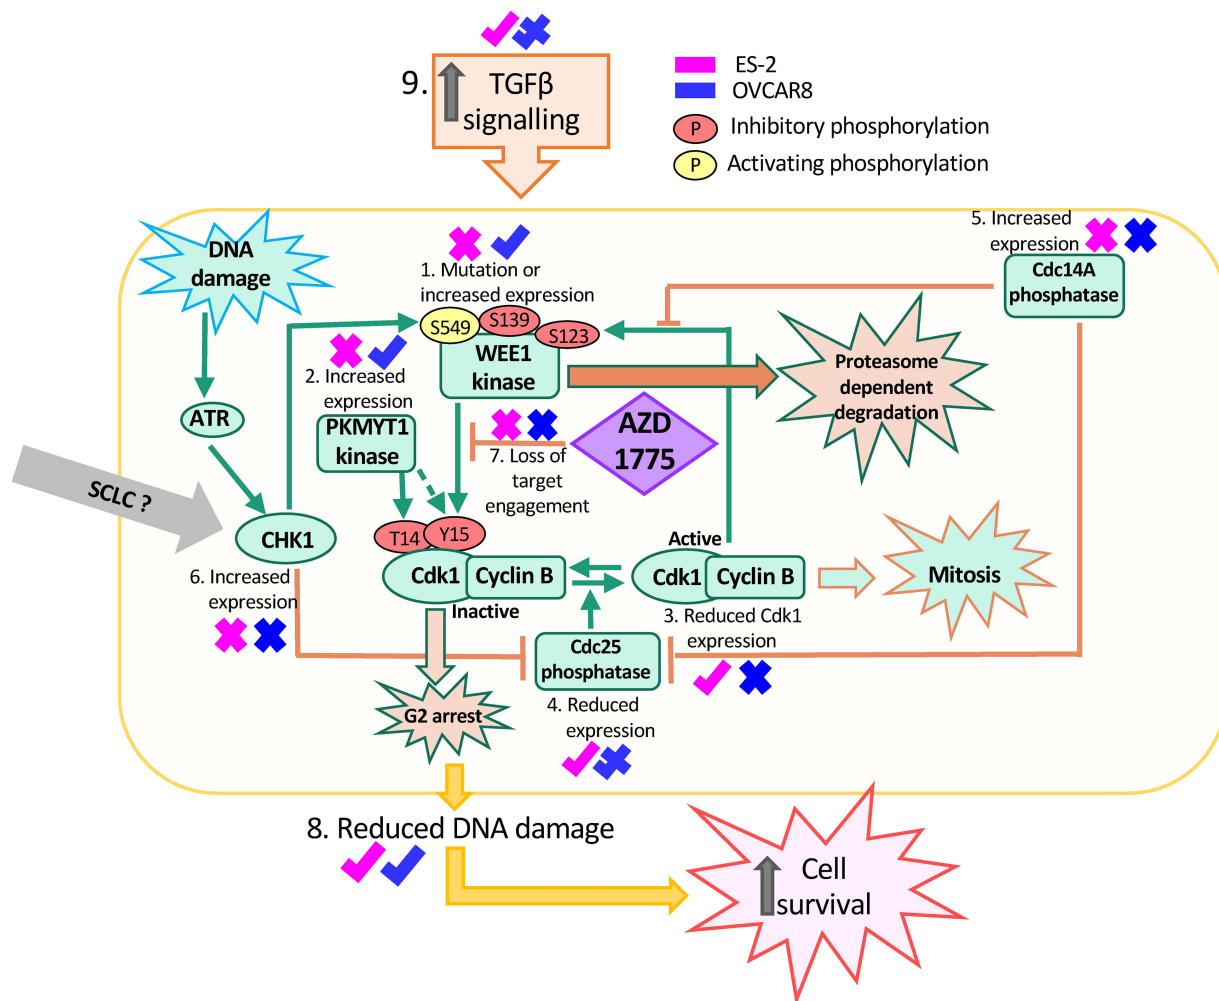 9.
TGFβ
signalling
ES-2
OVCAR8
P
Inhibitory phosphorylation
P
Activating phosphorylation
DNA
damage
1. Mutation or
increased expression
5. Increased
expression
Cdc14A
phosphatase
S549
S139
S123
WEE1
kinase
2. Increased
expression
PKMYT1
kinase
Proteasome
dependent
degradation
ATR
AZD
1775
7. Loss of
target
engagement
SCLC ?
CHK1
T14
Y15
Cdk1
Cyclin B
Inactive
Active
Cdk1
Cyclin B
Mitosis
6. Increased
expression
3. Reduced Cdk1
expression
Cdc25
phosphatase
4. Reduced
expression
G2 arrest
8. Reduced DNA damage
Cell
survival